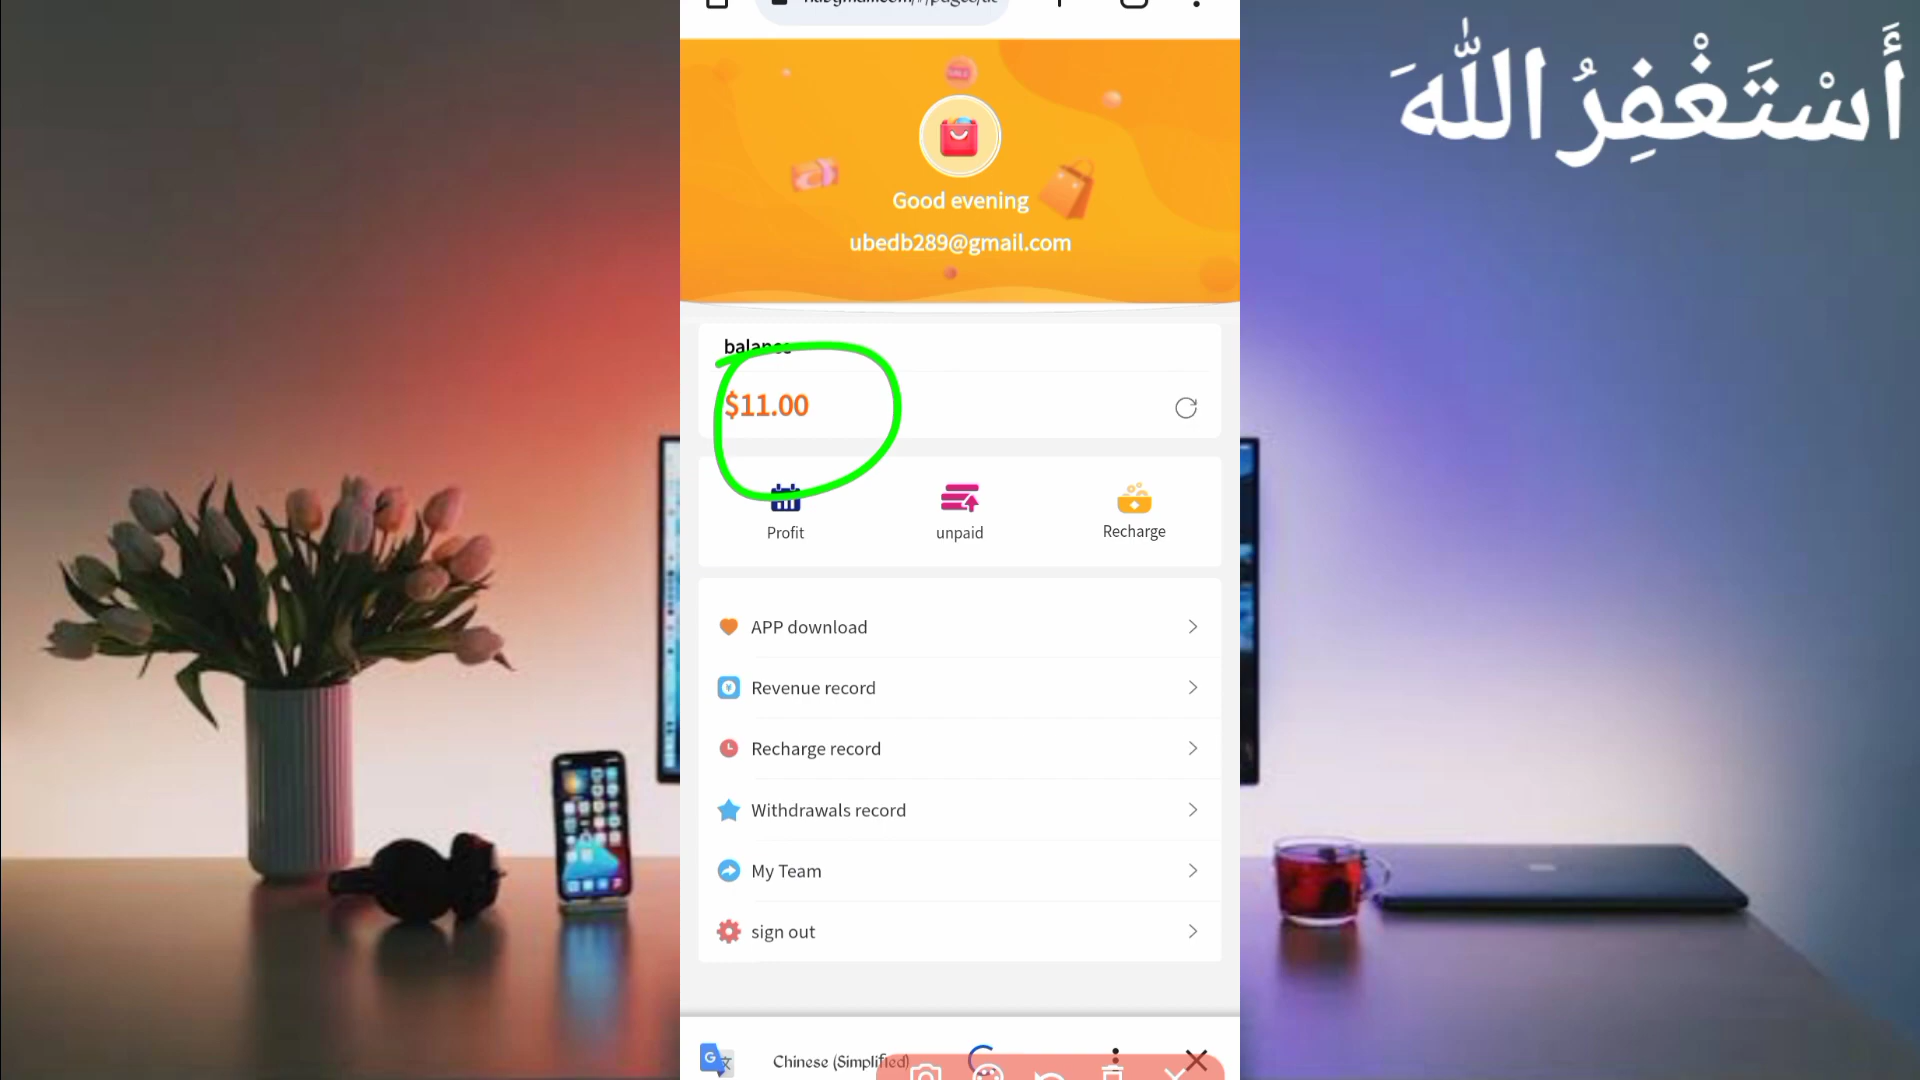 أَسْتَغْفِرُ اللّٰهَ
Good evening
ubedb289@gmail.com
balance
$11.00
Profit
unpaid
Recharge
APP download
Revenue record
Recharge record
Withdrawals record
My Team
sign out
Chinese (Simplified)